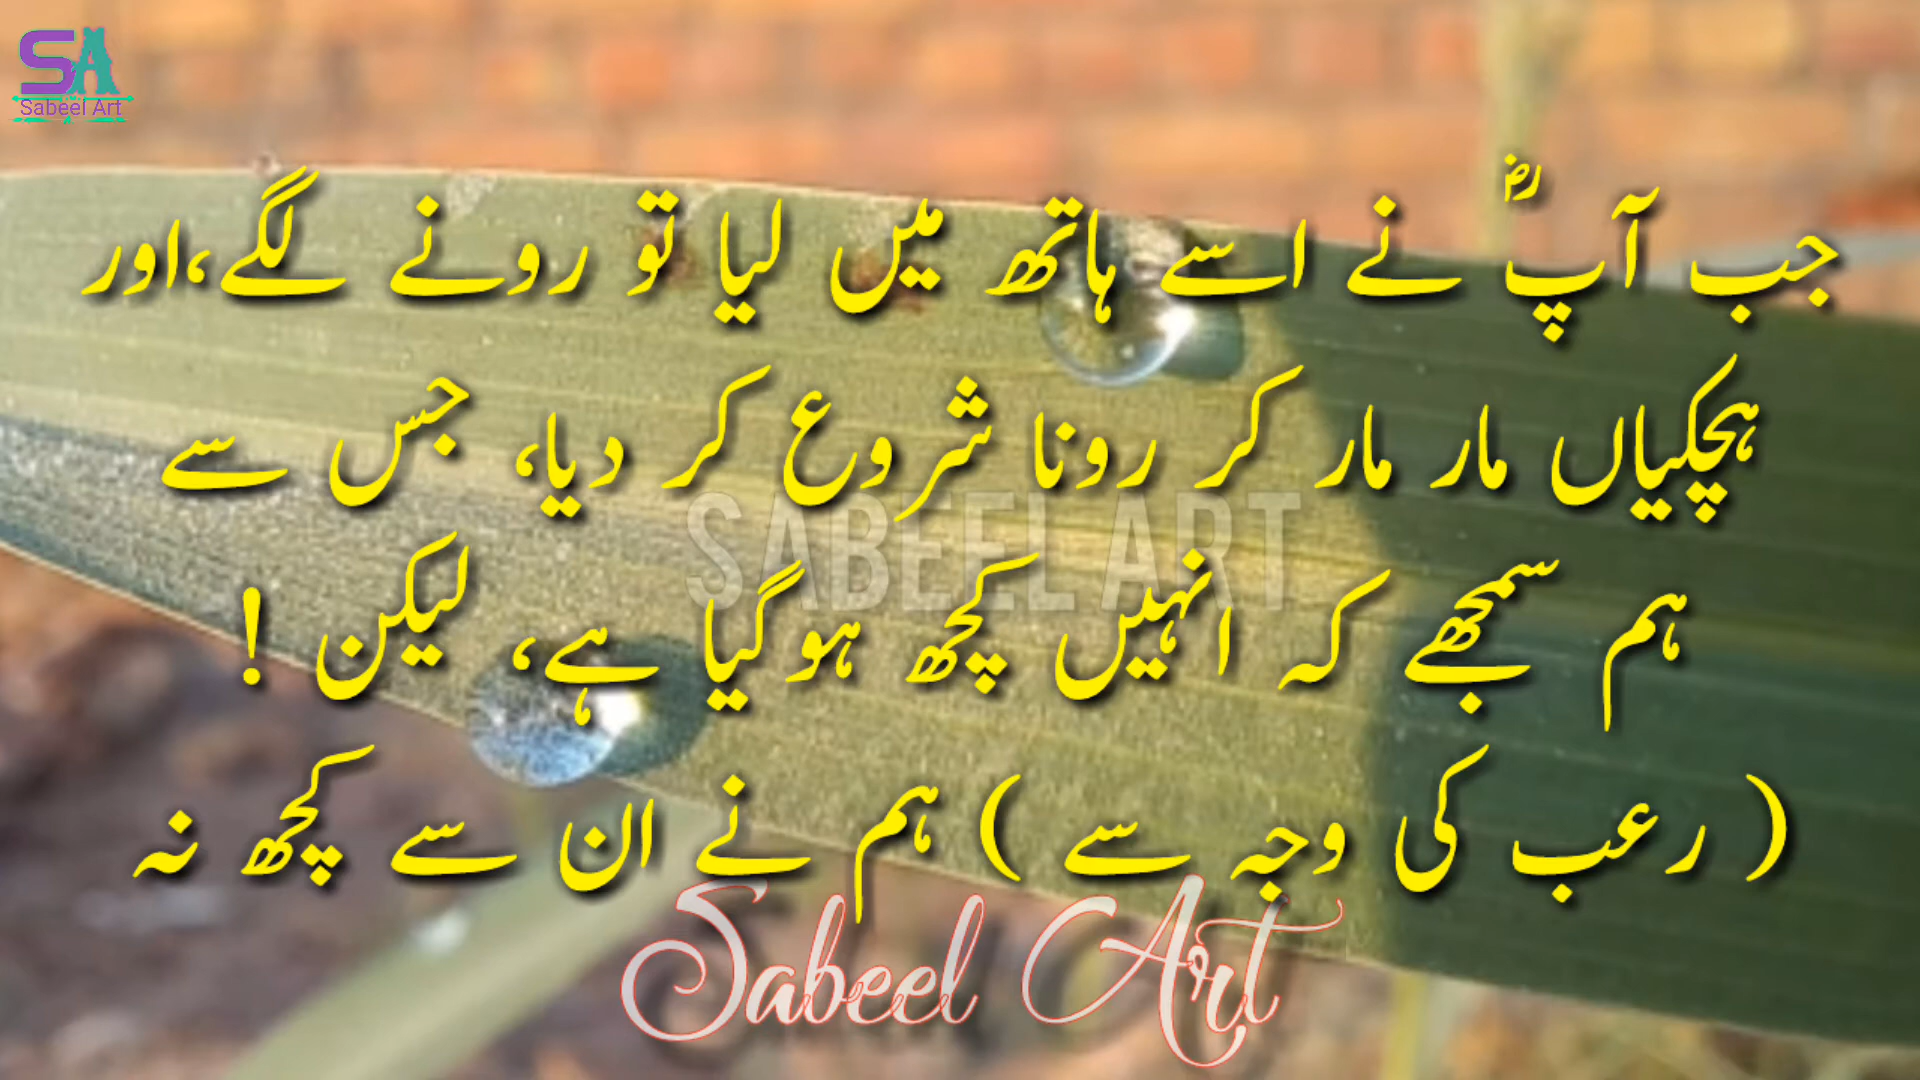 SA
Sabeel Art
جب آپؓ نے اسے ہاتھ میں لیا تو رونے لگے،اور
ہچکیاں مار مار کر رونا شروع کر دیا، جس سے
SABEEL ART
ہم سمجھے کہ انہیں کچھ ہوگیا ہے، لیکن !
( رعب کی وجہ سے ) ہم نے ان سے کچھ نہ
Sabeel Art